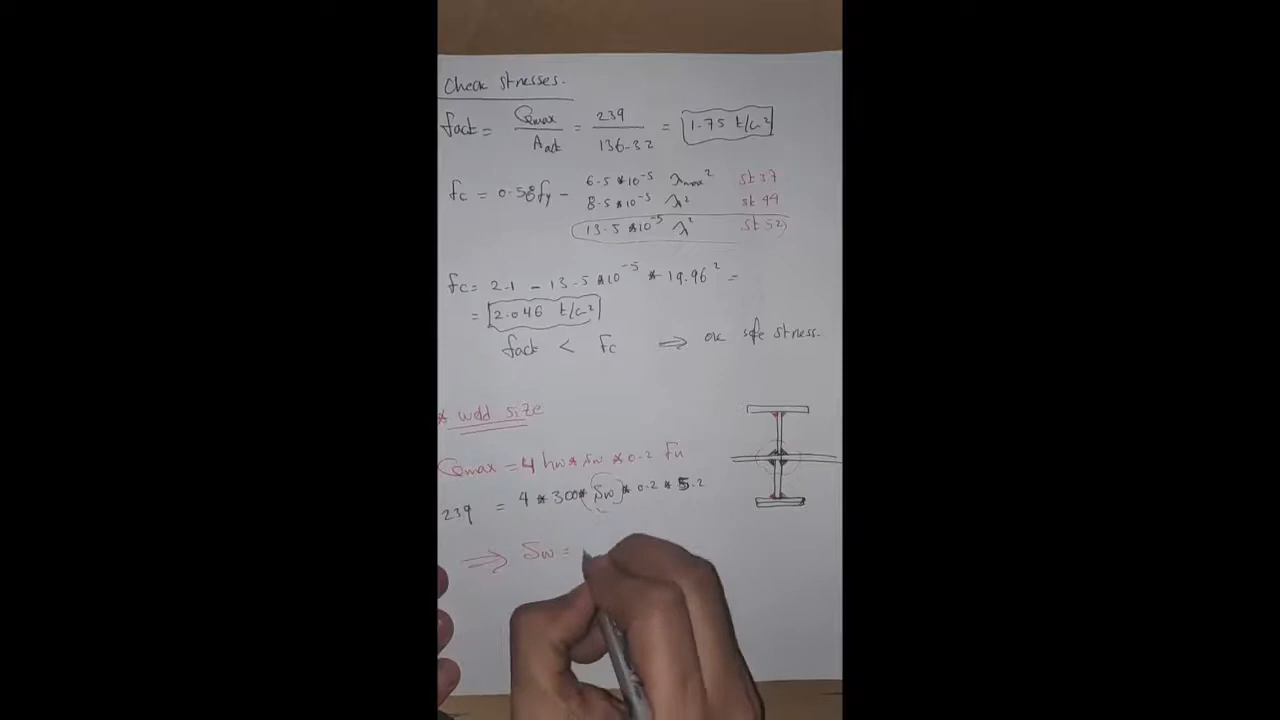 Check stresses.
fact = Qmax / Aact = 239 / 136.32 = 1.75 t/cm²
fc = 0.58fy - 6.5*10⁻⁵ λmax² st 37
8.5*10⁻⁵ λ² st 44
13.5*10⁻⁵ λ² st 52
fc = 2.1 - 13.5*10⁻⁵ * 19.96² =
= 2.046 t/cm²
fact < Fc ⇒ ok safe stress.
* weld size
Qmax = 4 hw * Sw * 0.2 Fu
239 = 4 * 300 * Sw * 0.2 * 5.2
⇒ Sw =